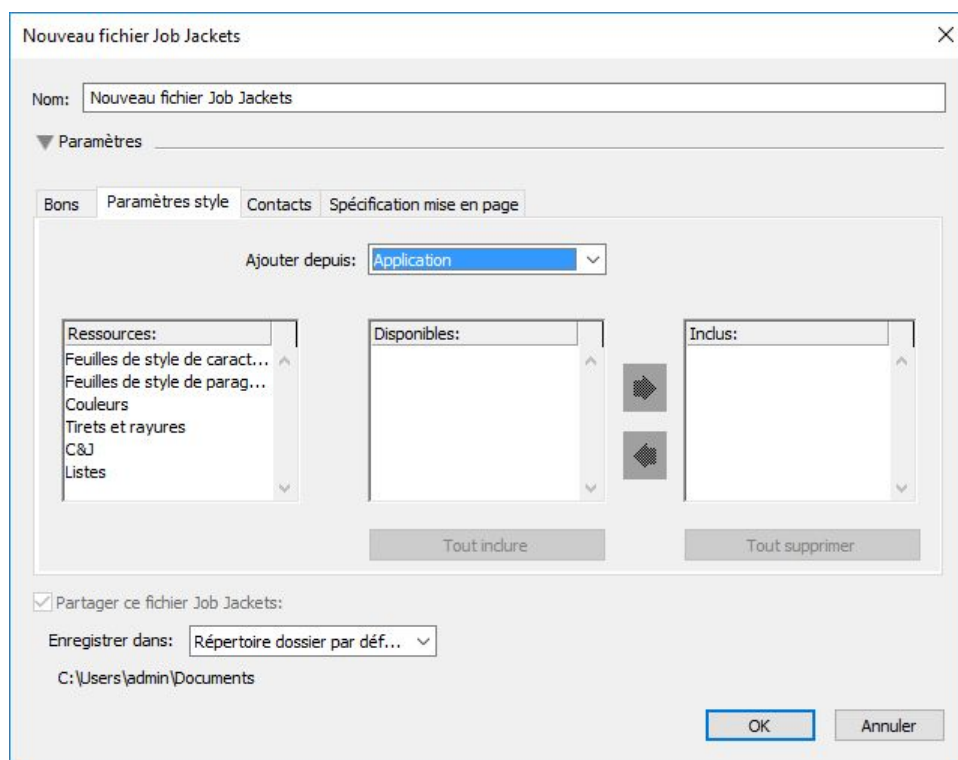 Nouveau fichier Job Jackets
Nom: Nouveau fichier Job Jackets
Paramètres
Bons Paramètres style Contacts Spécification mise en page
Ajouter depuis: Application
Ressources: Disponibles: Inclus:
Feuilles de style de caract...
Feuilles de style de parag...
Couleurs
Tirets et rayures
C&J
Listes
Tout inclure Tout supprimer
Partager ce fichier Job Jackets:
Enregistrer dans: Répertoire dossier par déf...
C:\Users\admin\Documents
OK Annuler